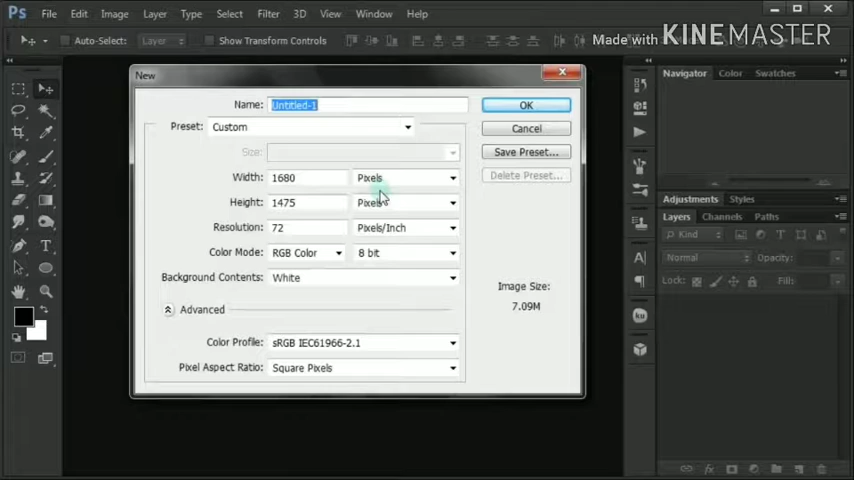 Ps File Edit Image Layer Type Select Filter 3D View Window Help
Auto-Select: Layer Show Transform Controls
Made with KINEMASTER
New
Name: Untitled-1 OK
Preset: Custom Cancel
Size: Save Preset...
Width: 1680 Pixels Delete Preset...
Height: 1475 Pixels
Resolution: 72 Pixels/Inch
Color Mode: RGB Color 8 bit
Background Contents: White
Image Size:
7.09M
Advanced
Color Profile: sRGB IEC61966-2.1
Pixel Aspect Ratio: Square Pixels
Navigator Color Swatches
Adjustments Styles
Layers Channels Paths
Kind
Normal Opacity:
Lock: Fill: